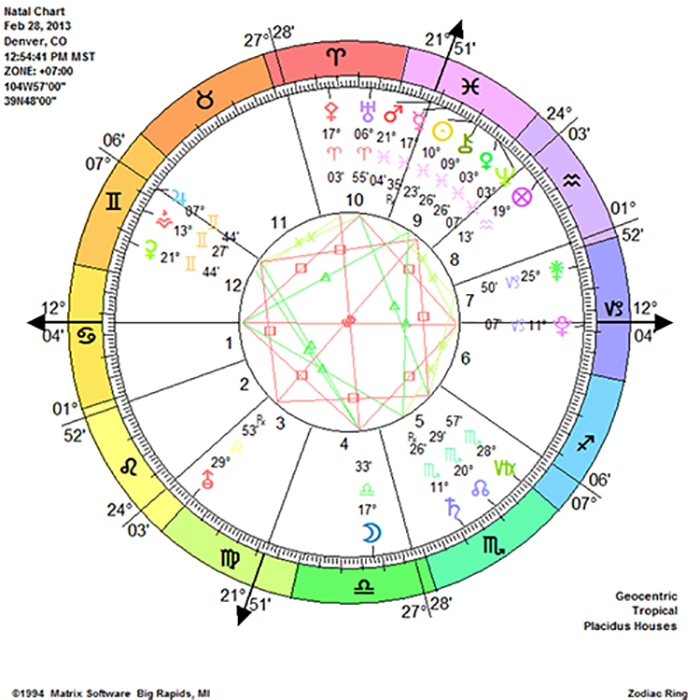 Natal Chart
Feb 28, 2013
Denver, CO
12:54:41 PM MST
ZONE: +07:00
104W57'00"
39N48'00"
27° 28'
21° 51'
24° 03'
01° 52'
12° 04'
06° 07'
24° 03'
01° 52'
12° 04'
06° 07'
21° 51'
27° 28'
17° 03'
06° 55'
21° 04'
17° 35' ℞
10° 23'
09° 26'
03° 26'
03° 07'
19° 13'
07° 44'
13° 27'
21° 44'
50' 25°
07' 11°
53' ℞ 29°
33' 17°
℞ 26' 11°
29' 20°
57' 28°
1
2
3
4
5
6
7
8
9
10
11
12
Geocentric
Tropical
Placidus Houses
©1994 Matrix Software Big Rapids, MI
Zodiac Ring